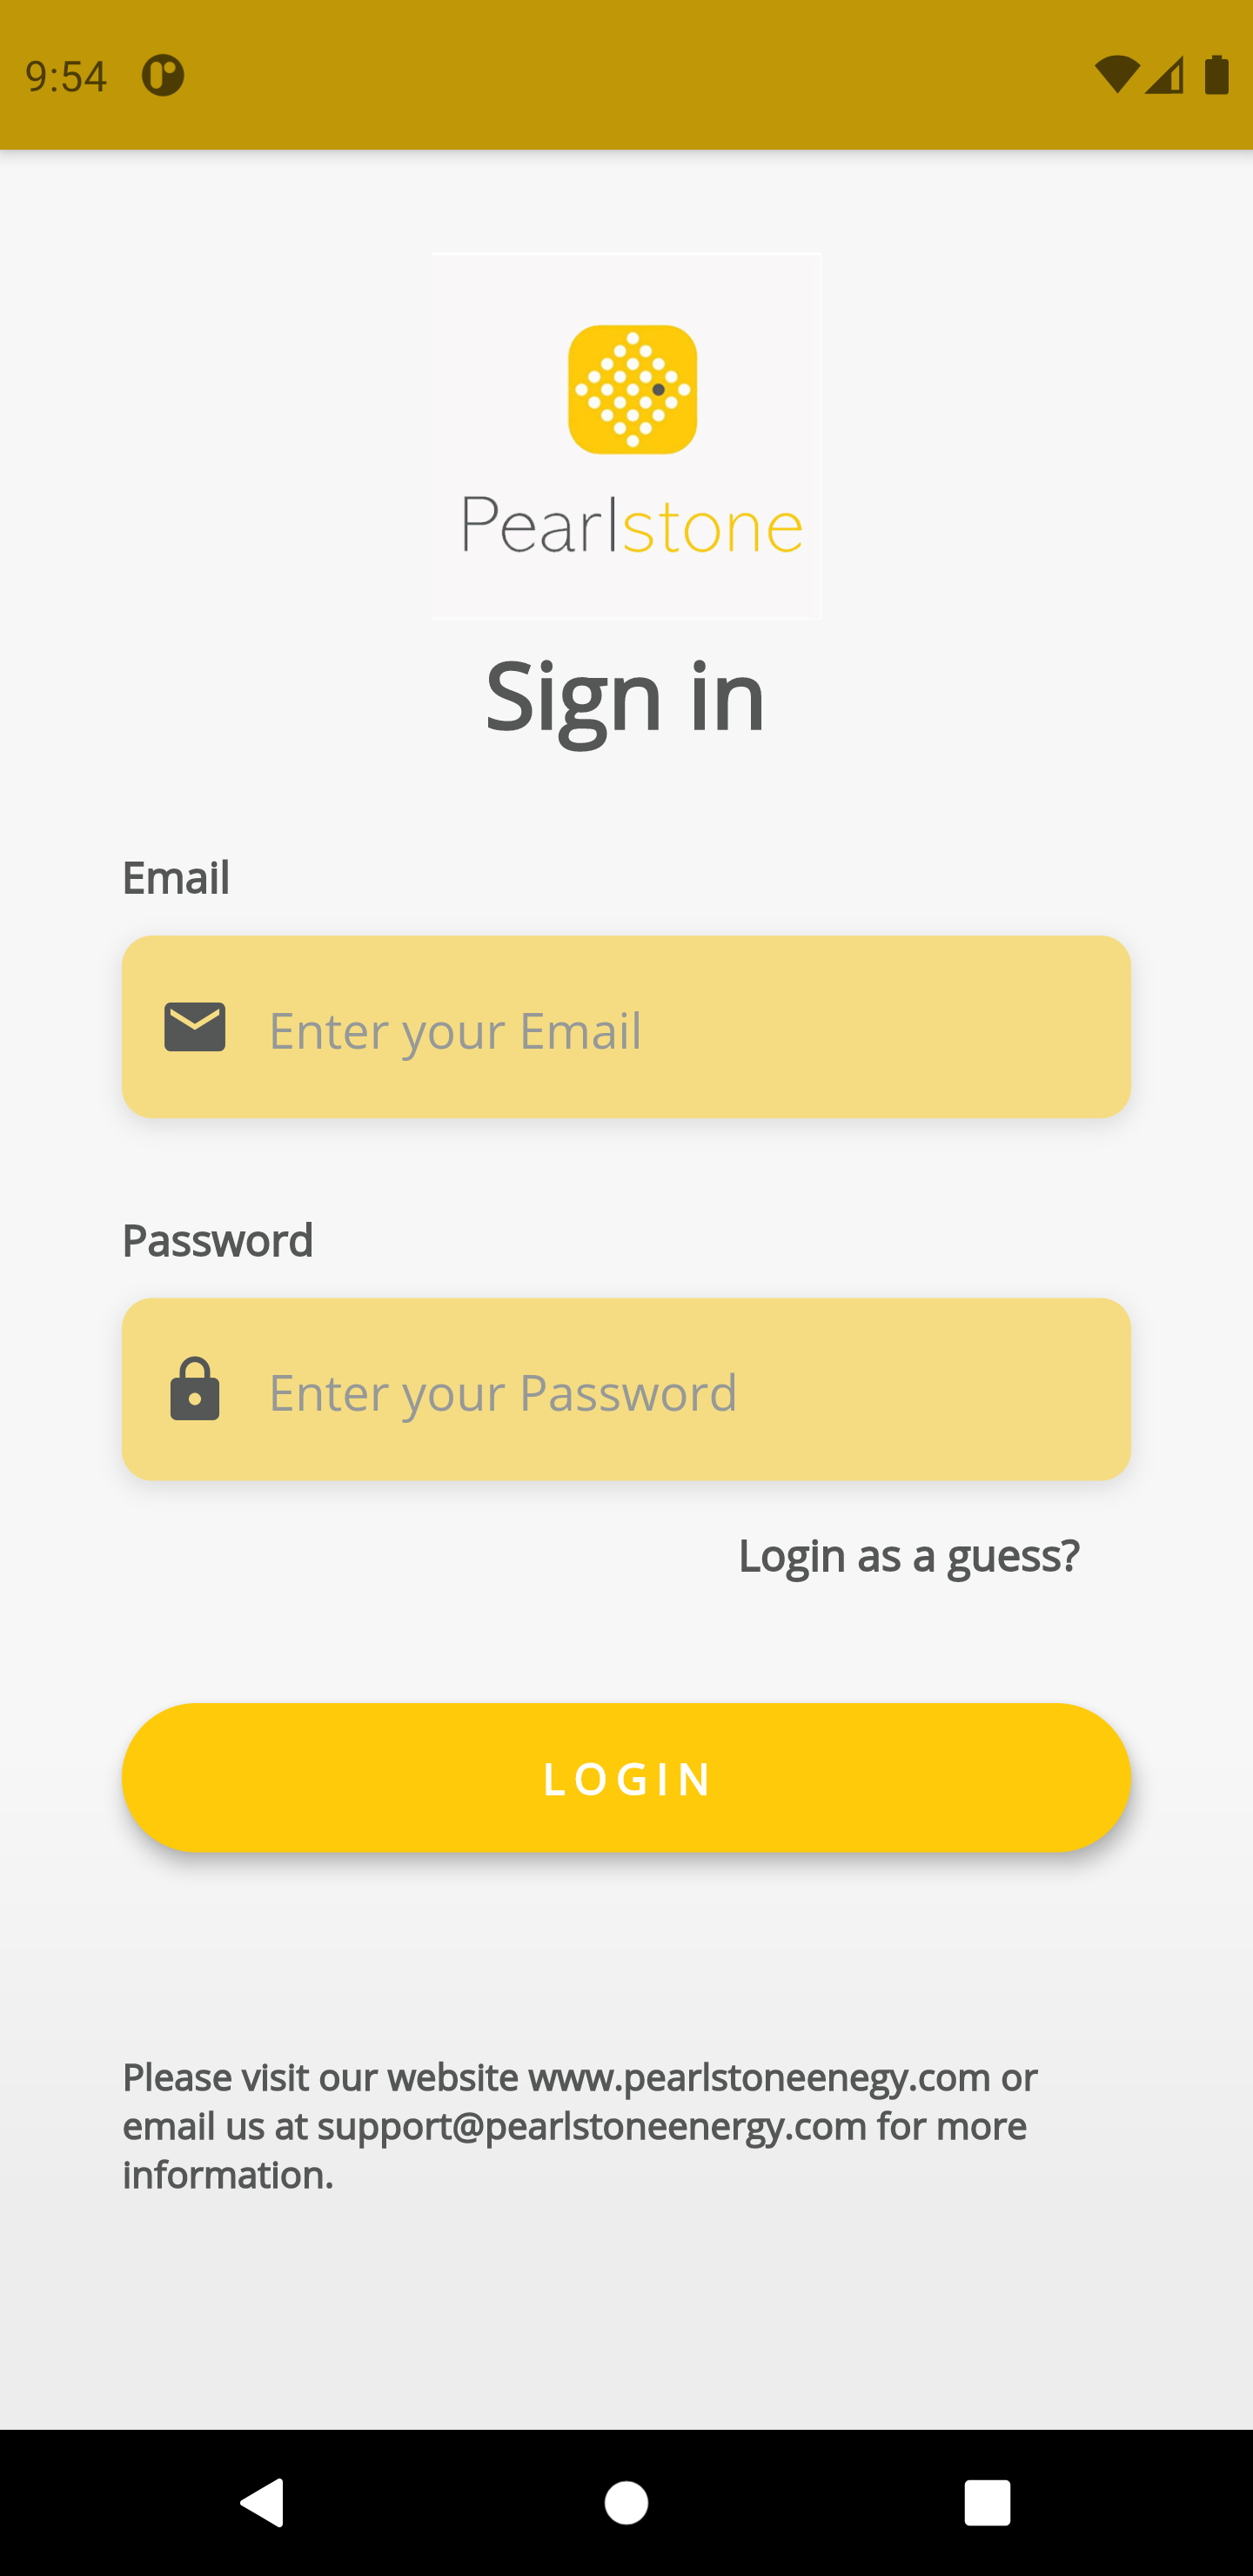 9:54
Pearlstone
Sign in
Email
Enter your Email
Password
Enter your Password
Login as a guess?
LOGIN
Please visit our website www.pearlstoneenegy.com or
email us at support@pearlstoneenergy.com for more
information.